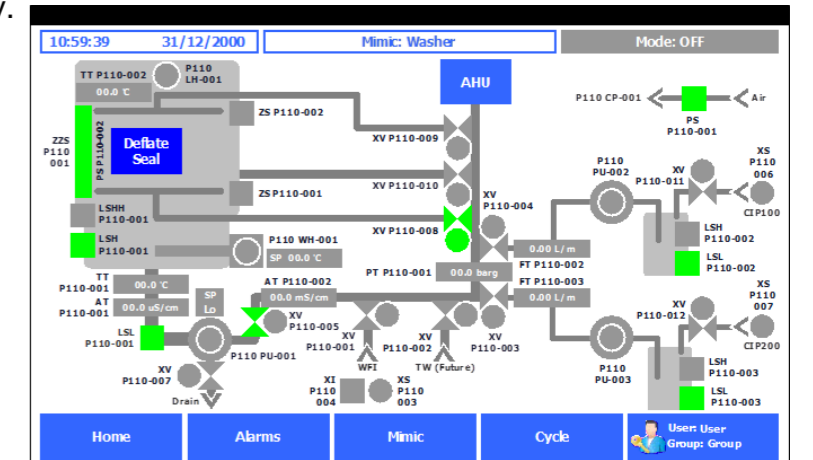 y.
10:59:39 31/12/2000
Mimic: Washer
Mode: OFF
TT P110-002
00.0 ℃
P110
LH-001
AHU
P110 CP-001
Air
PS
P110-001
ZS P110-002
ZZS
P110
001
PS P110-002
Deflate
Seal
XV P110-009
ZS P110-001
XV P110-010
XV P110-008
XV
P110-004
P110
PU-002
XV
P110-011
XS
P110
006
CIP100
LSHH
P110-001
LSH
P110-001
P110 WH-001
SP 00.0 ℃
LSH
P110-002
LSL
P110-002
0.00 L/m
FT P110-002
PT P110-001
00.0 barg
FT P110-003
0.00 L/m
TT
P110-001
00.0 ℃
AT
P110-001
00.0 uS/cm
SP
Lo
AT P110-002
00.0 mS/cm
XV
P110-005
LSL
P110-001
P110 PU-001
XV
P110-001
XV
P110-002
XV
P110-003
WFI
TW (Future)
XV
P110-007
Drain
XI
P110
004
XS
P110
003
P110
PU-003
XV
P110-012
XS
P110
007
CIP200
LSH
P110-003
LSL
P110-003
Home
Alarms
Mimic
Cycle
User: User
Group: Group